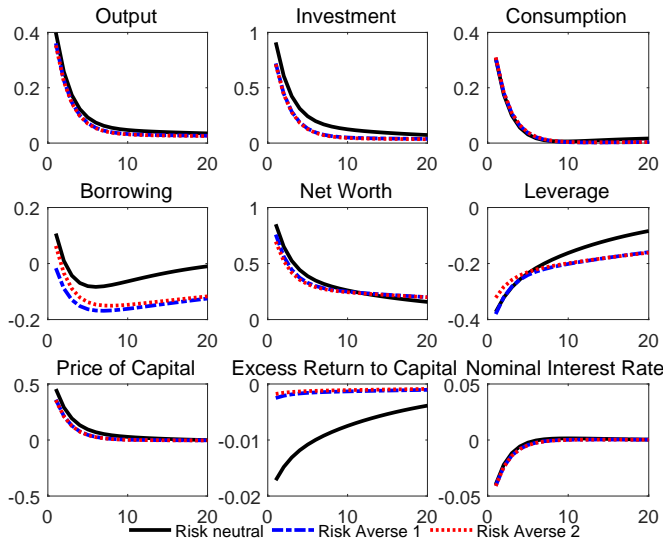 Output Investment Consumption
0.4 1 0.4
0.2 0.5 0.2
0 0 0
0 10 20 0 10 20 0 10 20
Borrowing Net Worth Leverage
0.2 1 0
0 0.5 -0.2
-0.2 0 -0.4
0 10 20 0 10 20 0 10 20
Price of Capital Excess Return to Capital Nominal Interest Rate
0.5 0 0.05
0 -0.01 0
-0.5 -0.02 -0.05
0 10 20 0 10 20 0 10 20
Risk neutral Risk Averse 1 Risk Averse 2